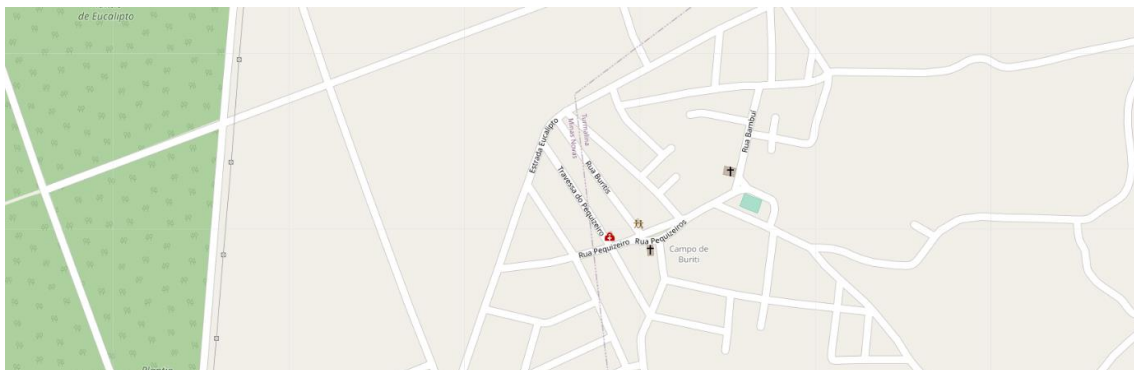 de Eucalipto
Estrada Eucalipto
Turmalina
Minas Novas
Rua Bambuí
Rua Buritis
Travessa do Pequizeiro
Rua Pequizeiro
Rua Pequizeiros
Campo de
Buriti